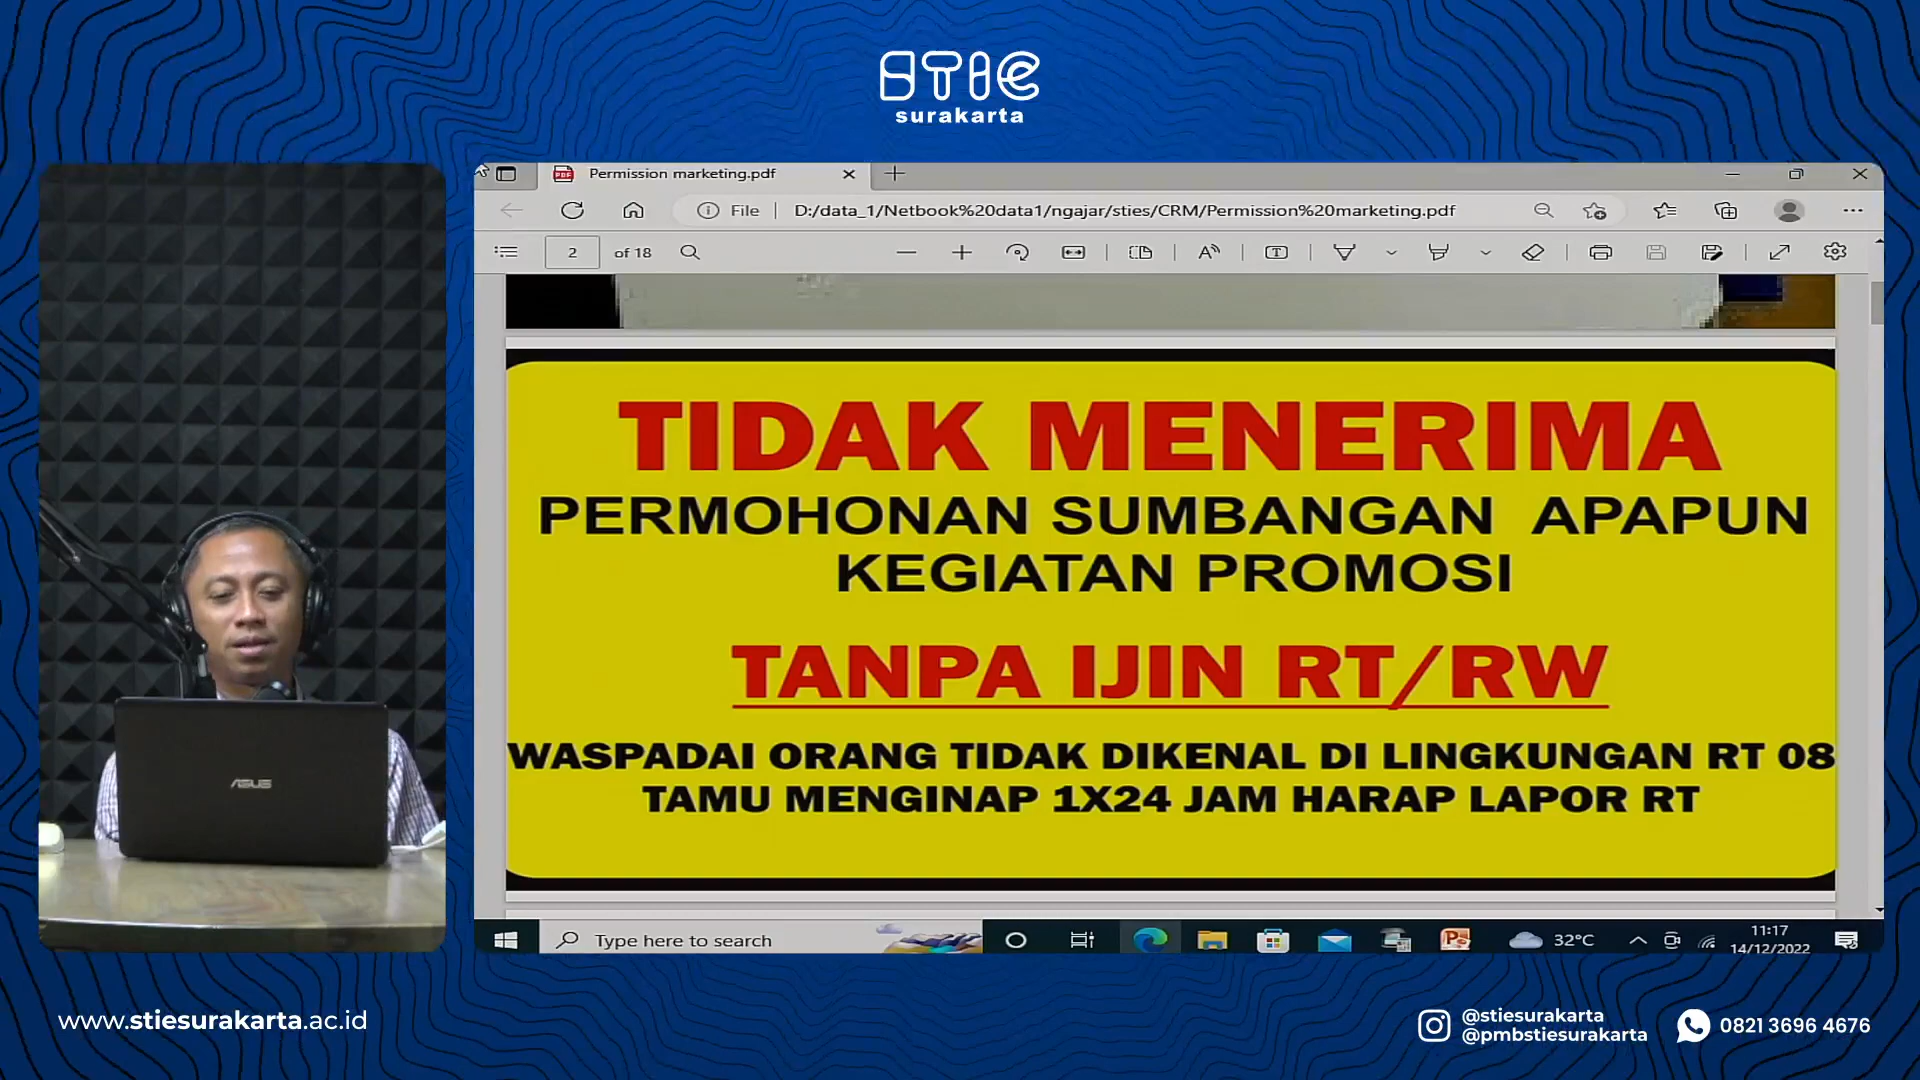 STIE
surakarta
Permission marketing.pdf
File
D:/data_1/Netbook%20data1/ngajar/sties/CRM/Permission%20marketing.pdf
2 of 18
TIDAK MENERIMA
PERMOHONAN SUMBANGAN APAPUN
KEGIATAN PROMOSI
TANPA IJIN RT/RW
WASPADAI ORANG TIDAK DIKENAL DI LINGKUNGAN RT 08
TAMU MENGINAP 1X24 JAM HARAP LAPOR RT
ASUS
Type here to search
32°C
11:17
14/12/2022
www.stiesurakarta.ac.id
@stiesurakarta
@pmbstiesurakarta
0821 3696 4676